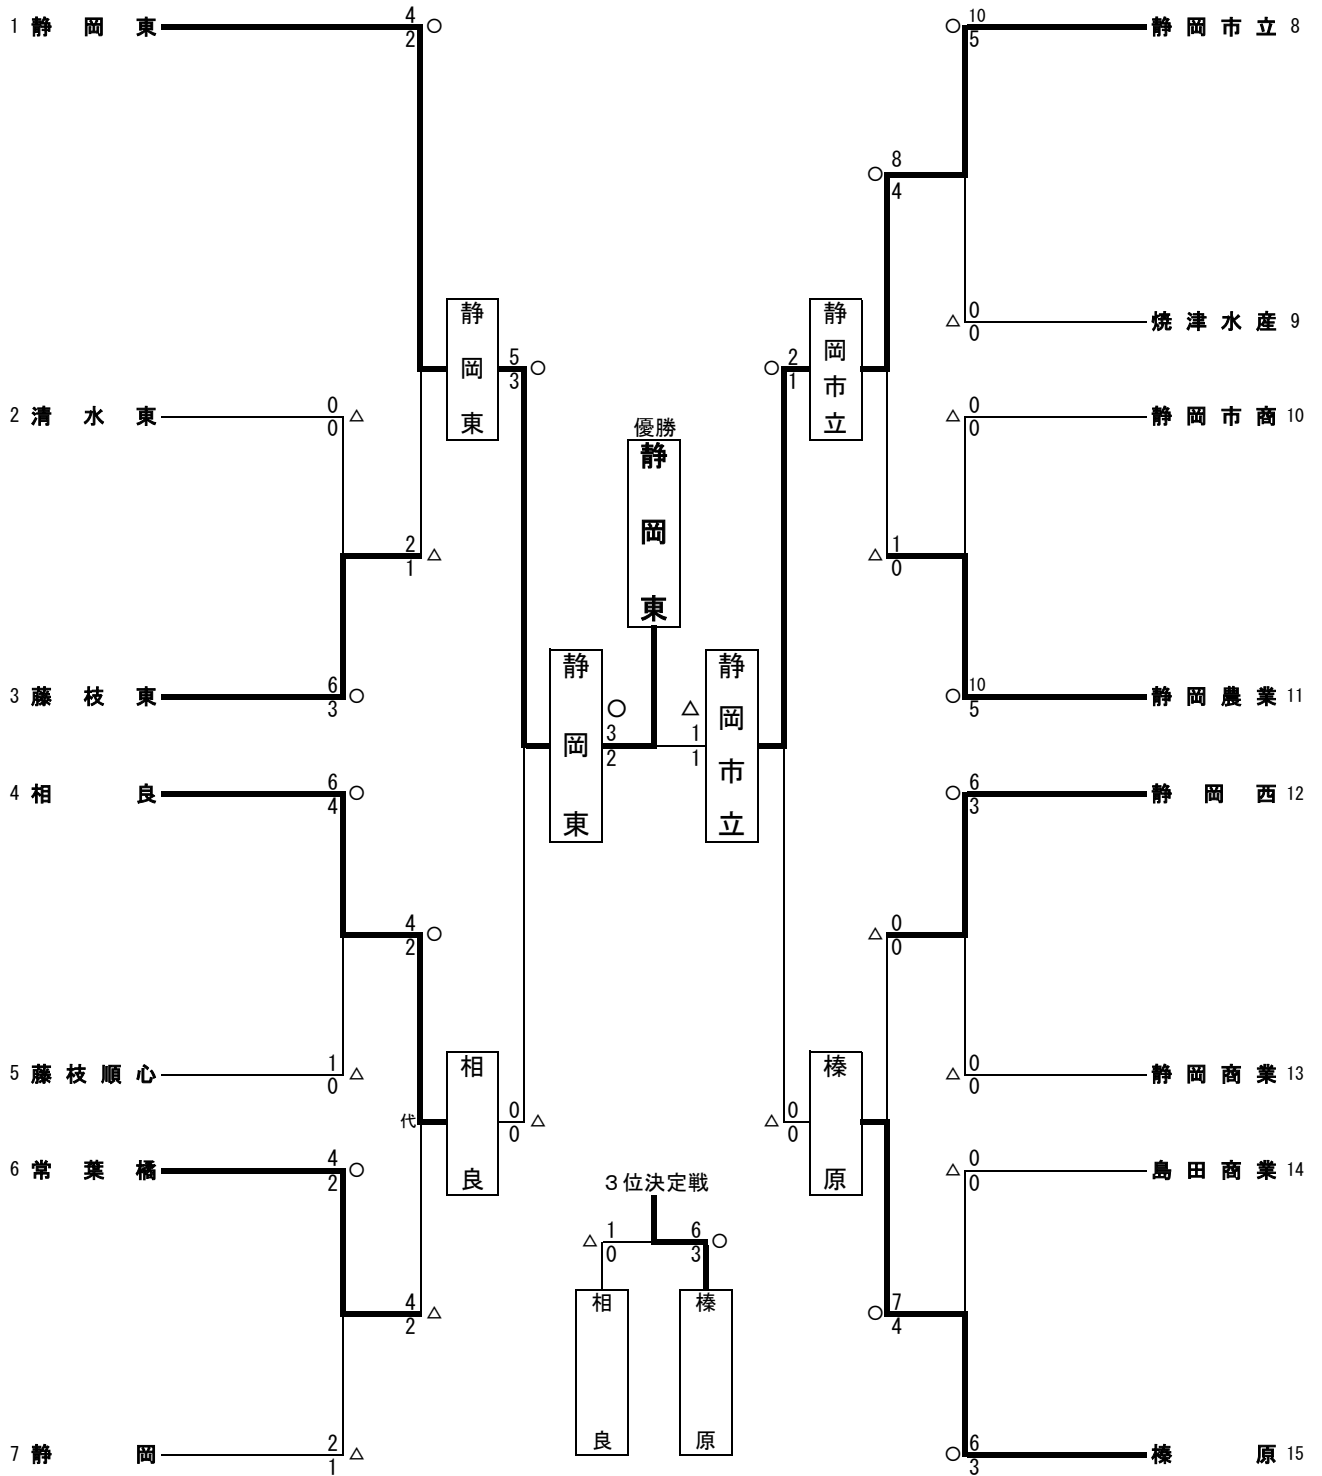 1 静岡東 4 ○
2
2 清水東 0 △
0
2 △
1
3 藤枝東 6 ○
3
4 相良 6 ○
4
4 ○
2
5 藤枝順心 1 △
0
代
6 常葉橘 4 ○
2
4 △
2
7 静岡 2 △
1
静岡東
5 ○
3
相良
0 △
0
静岡東
○
3
2
優勝
静岡東
静岡市立
△
1
1
静岡市立
○ 2
1
榛原
△ 0
0
○ 10 静岡市立 8
5
○ 8
4
△ 0 焼津水産 9
0
△ 0 静岡市商 10
0
△ 1
0
○ 10 静岡農業 11
5
○ 6 静岡西 12
3
△ 0
0
△ 0 静岡商業 13
0
△ 0 島田商業 14
0
○ 7
4
○ 6 榛原 15
3
3位決定戦
△ 1 6 ○
0 3
相良
榛原